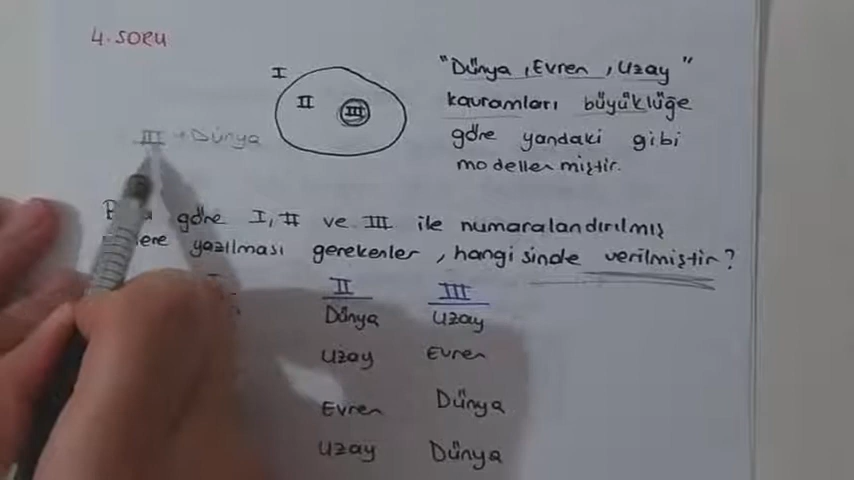 4. SORU
I
II
III
"Dünya, Evren, Uzay"
kavramları büyüklüğe
göre yandaki gibi
modellenmiştir.
III → Dünya
göre I, II ve III ile numaralandırılmış
yazılması gerekenler, hangisinde verilmiştir?
II III
Dünya Uzay
Uzay Evren
Evren Dünya
Uzay Dünya